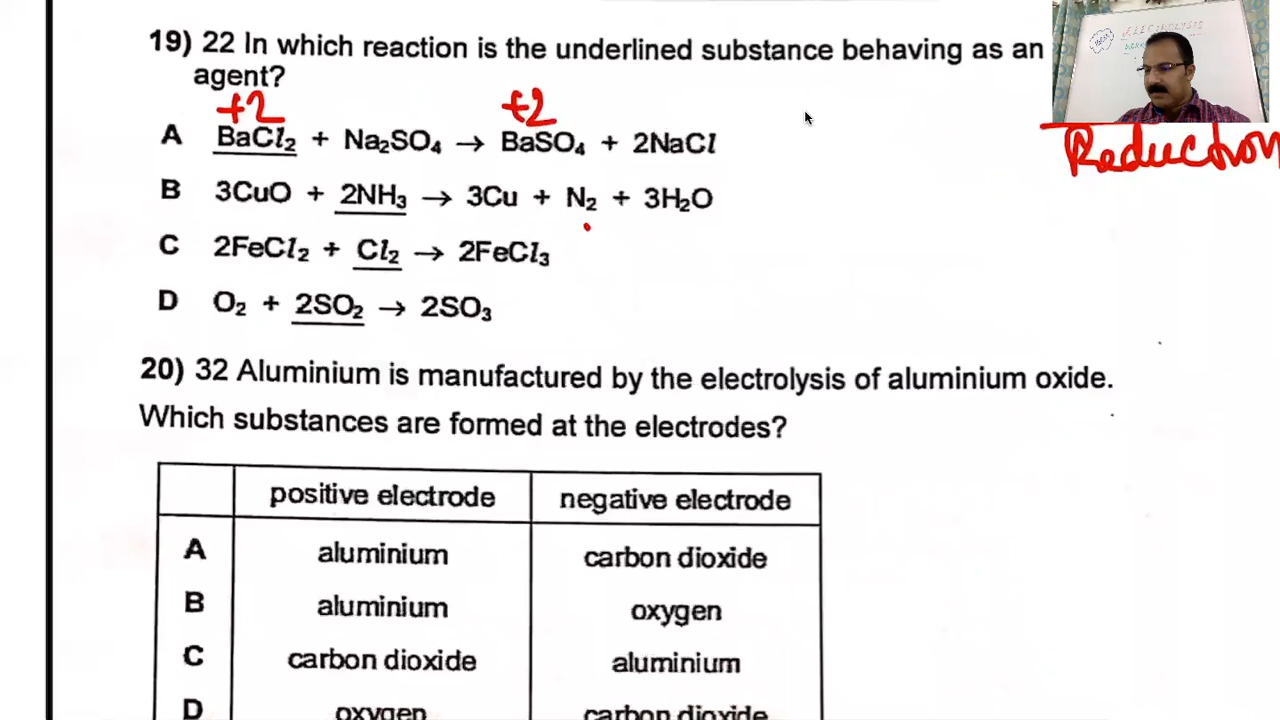 19) 22 In which reaction is the underlined substance behaving as an
agent?
+2 +2
A BaCl₂ + Na₂SO₄ → BaSO₄ + 2NaCl
Reduction
B 3CuO + 2NH₃ → 3Cu + N₂ + 3H₂O
C 2FeCl₂ + Cl₂ → 2FeCl₃
D O₂ + 2SO₂ → 2SO₃
20) 32 Aluminium is manufactured by the electrolysis of aluminium oxide.
Which substances are formed at the electrodes?
positive electrode negative electrode
A aluminium carbon dioxide
B aluminium oxygen
C carbon dioxide aluminium
D oxygen carbon dioxide
ELECTROLYSIS